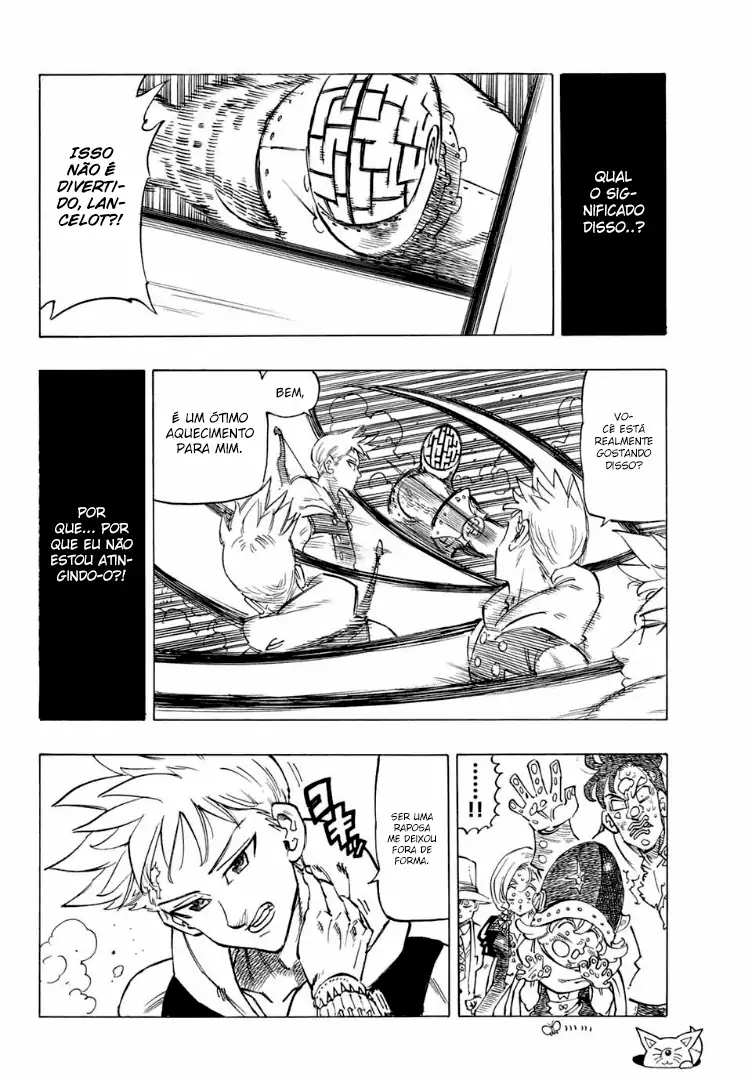 QUAL
O SIG-
NIFICADO
DISSO..?
ISSO
NÃO É
DIVERTI-
DO, LAN-
CELOT?!
VO-
CÊ ESTÁ
REALMENTE
GOSTANDO
DISSO?
BEM,
É UM ÓTIMO
AQUECIMENTO
PARA MIM.
POR
QUE... POR
QUE EU NÃO
ESTOU ATIN-
GINDO-O?!
......!!
SER UMA
RAPOSA
ME DEIXOU
FORA DE
FORMA.